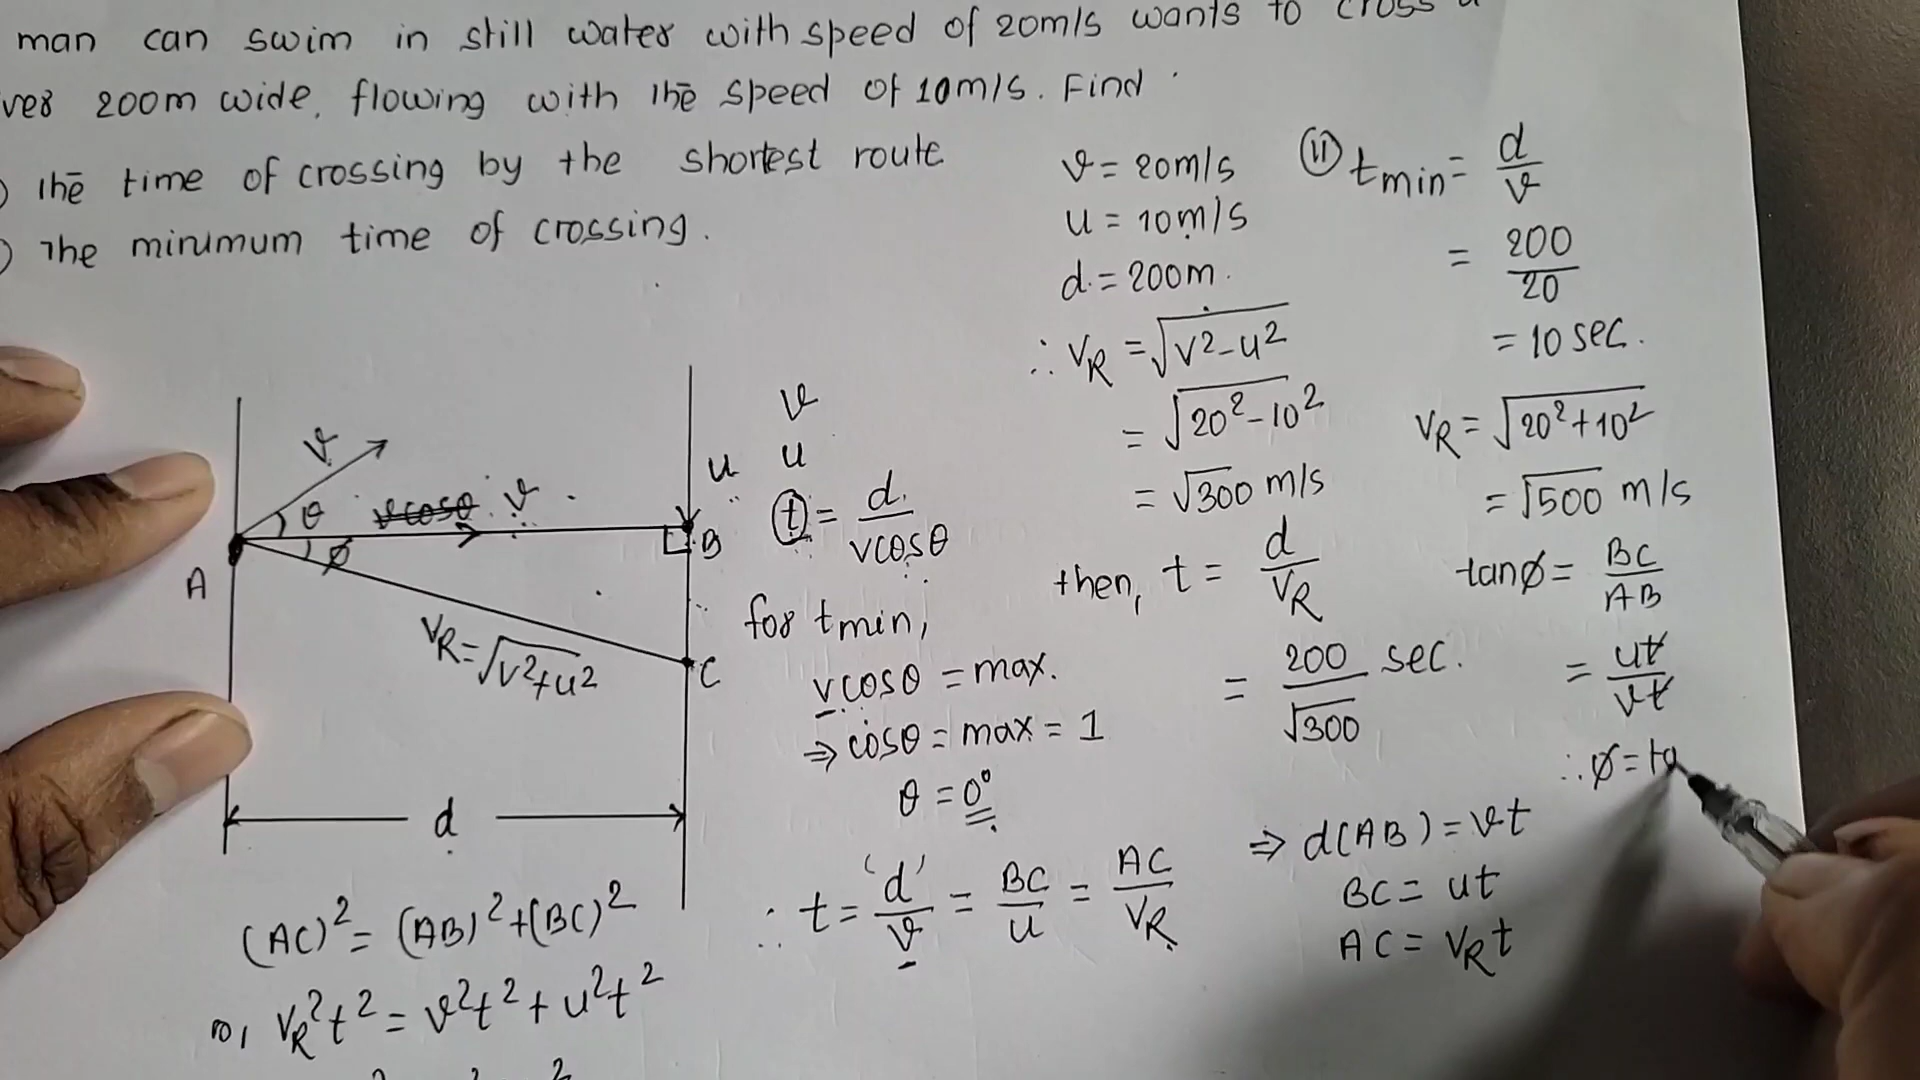 man can swim in still water with speed of 20m/s wants to cross a
ver 200m wide, flowing with the speed of 10m/s. Find
the time of crossing by the shortest route
The minimum time of crossing.
v = 20m/s
u = 10m/s
d = 200m.
∴ VR = √(v²-u²)
= √(20²-10²)
= √300 m/s
then, t = d/VR
= 200/√300 sec.
⇒ d(AB) = vt
BC = ut
AC = VRt
(ii) tmin = d/v
= 200/20
= 10 sec.
VR = √(20²+10²)
= √500 m/s
tanø = BC/AB
= ut/vt
∴ ø = ta
v
θ
vcosθ v
A
ø
VR = √(v²+u²)
u
B
C
d
v
u
t = d/vcosθ
for tmin,
vcosθ = max.
⇒ cosθ = max = 1
θ = 0°
∴ t = 'd'/v = BC/u = AC/VR
(AC)² = (AB)² + (BC)²
VR²t² = v²t² + u²t²